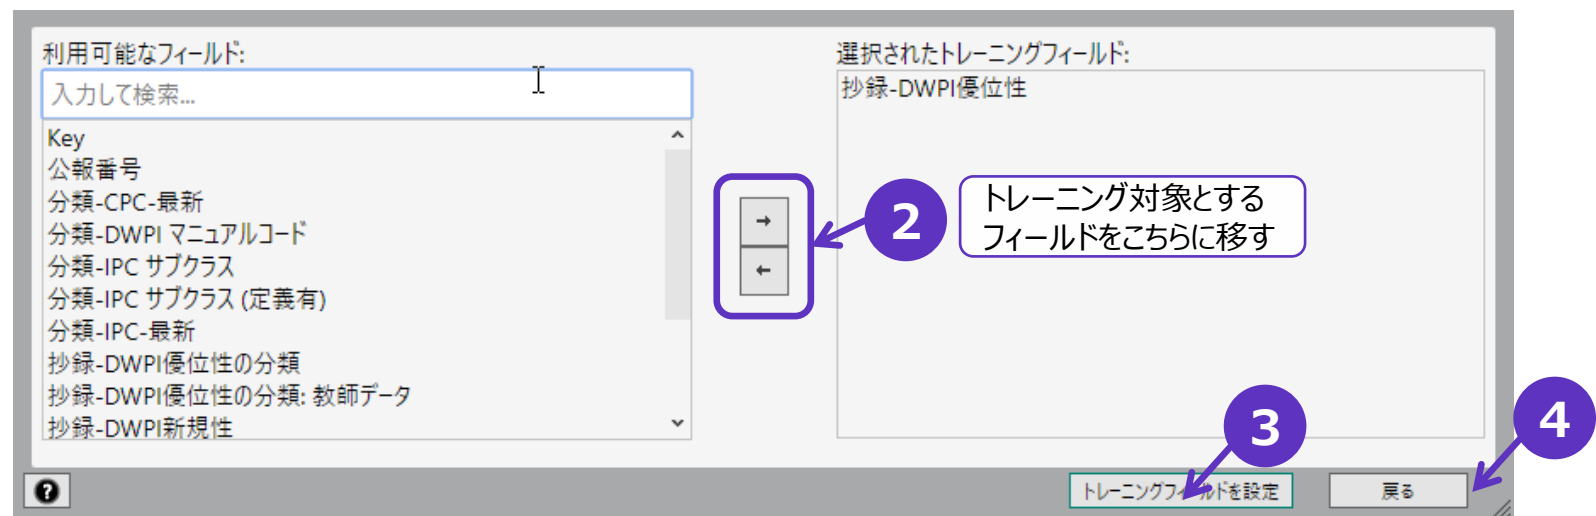 利用可能なフィールド:
入力して検索...
Key
公報番号
分類-CPC-最新
分類-DWPI マニュアルコード
分類-IPC サブクラス
分類-IPC サブクラス (定義有)
分類-IPC-最新
抄録-DWPI優位性の分類
抄録-DWPI優位性の分類: 教師データ
抄録-DWPI新規性
→
←
2
トレーニング対象とする
フィールドをこちらに移す
選択されたトレーニングフィールド:
抄録-DWPI優位性
3
4
?
トレーニングフィールドを設定
戻る